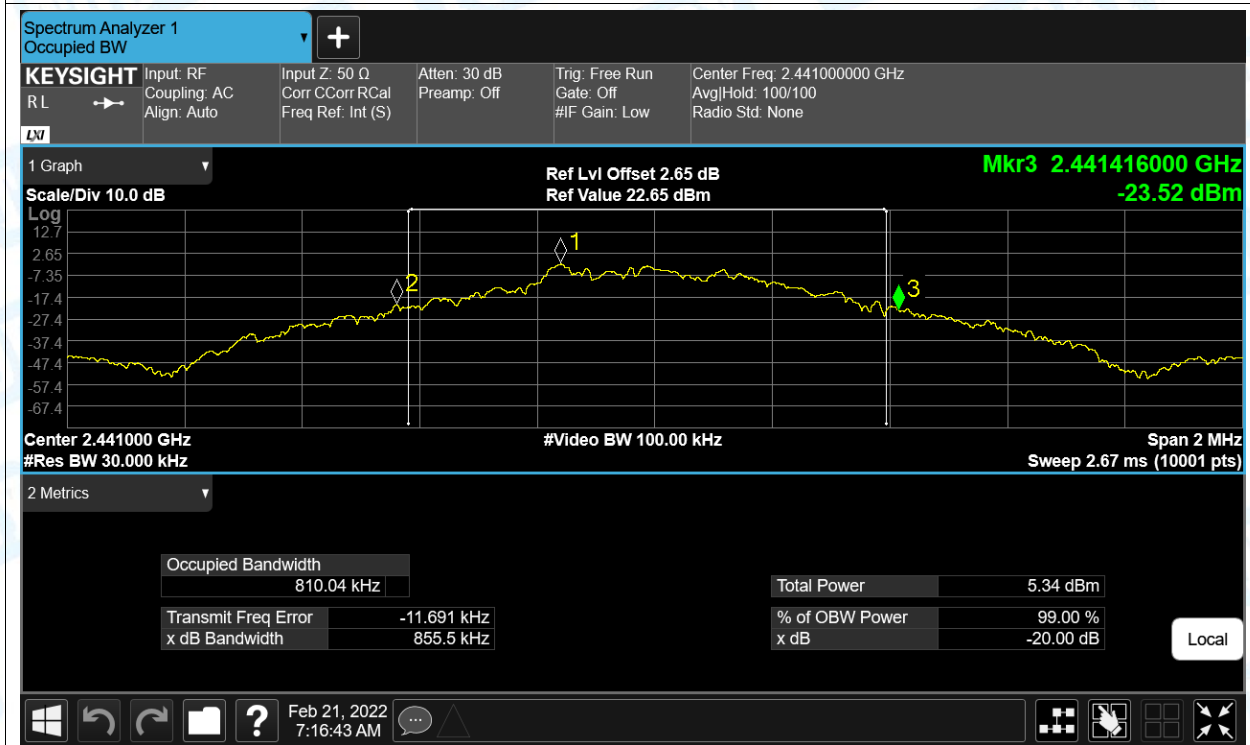 Spectrum Analyzer 1
Occupied BW
+
KEYSIGHT
R L
LXI
Input: RF
Coupling: AC
Align: Auto
Input Z: 50 Ω
Corr CCorr RCal
Freq Ref: Int (S)
Atten: 30 dB
Preamp: Off
Trig: Free Run
Gate: Off
#IF Gain: Low
Center Freq: 2.441000000 GHz
Avg|Hold: 100/100
Radio Std: None
1 Graph
Scale/Div 10.0 dB
Ref Lvl Offset 2.65 dB
Ref Value 22.65 dBm
Mkr3 2.441416000 GHz
-23.52 dBm
Log
12.7
2.65
-7.35
-17.4
-27.4
-37.4
-47.4
-57.4
-67.4
1
2
3
Center 2.441000 GHz
#Video BW 100.00 kHz
Span 2 MHz
#Res BW 30.000 kHz
Sweep 2.67 ms (10001 pts)
2 Metrics
Occupied Bandwidth
810.04 kHz
Transmit Freq Error -11.691 kHz
x dB Bandwidth 855.5 kHz
Total Power 5.34 dBm
% of OBW Power 99.00 %
x dB -20.00 dB
Local
?
Feb 21, 2022
7:16:43 AM